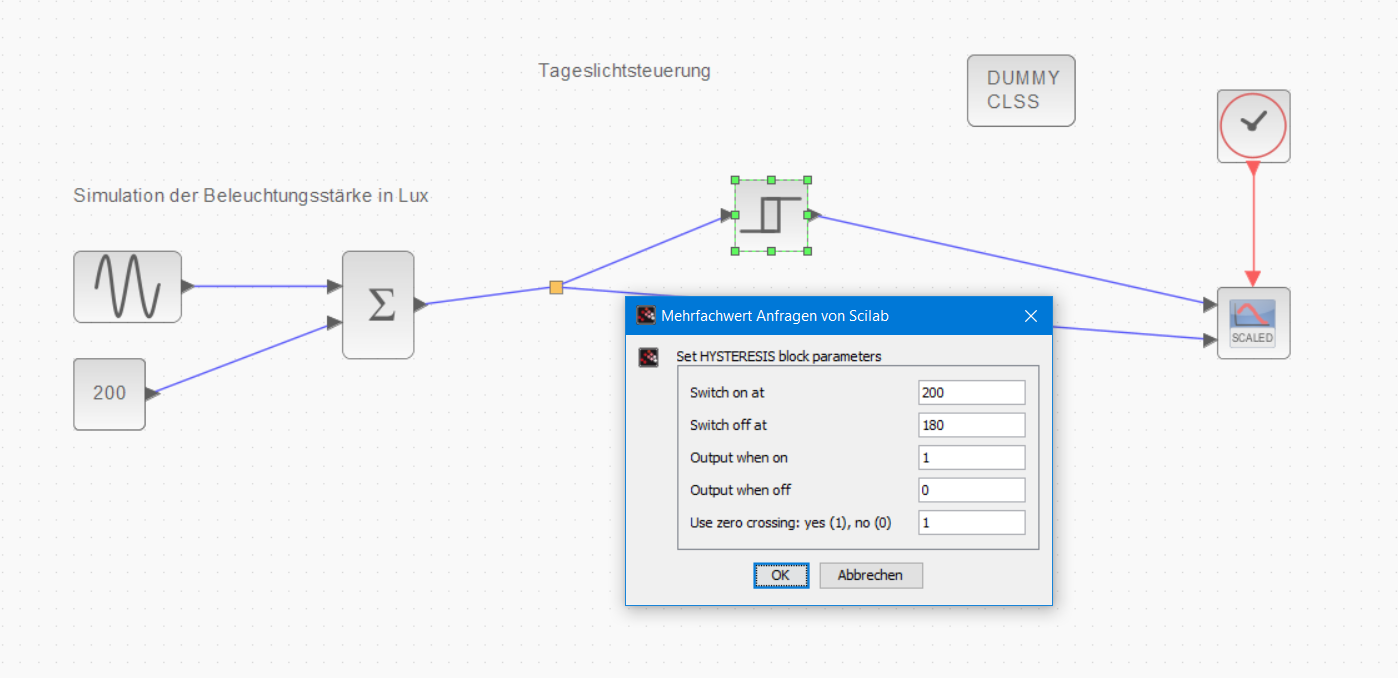 Tageslichtsteuerung
DUMMY
CLSS
Simulation der Beleuchtungsstärke in Lux
Σ
200
SCALED
Mehrfachwert Anfragen von Scilab
Set HYSTERESIS block parameters
Switch on at 200
Switch off at 180
Output when on 1
Output when off 0
Use zero crossing: yes (1), no (0) 1
OK Abbrechen